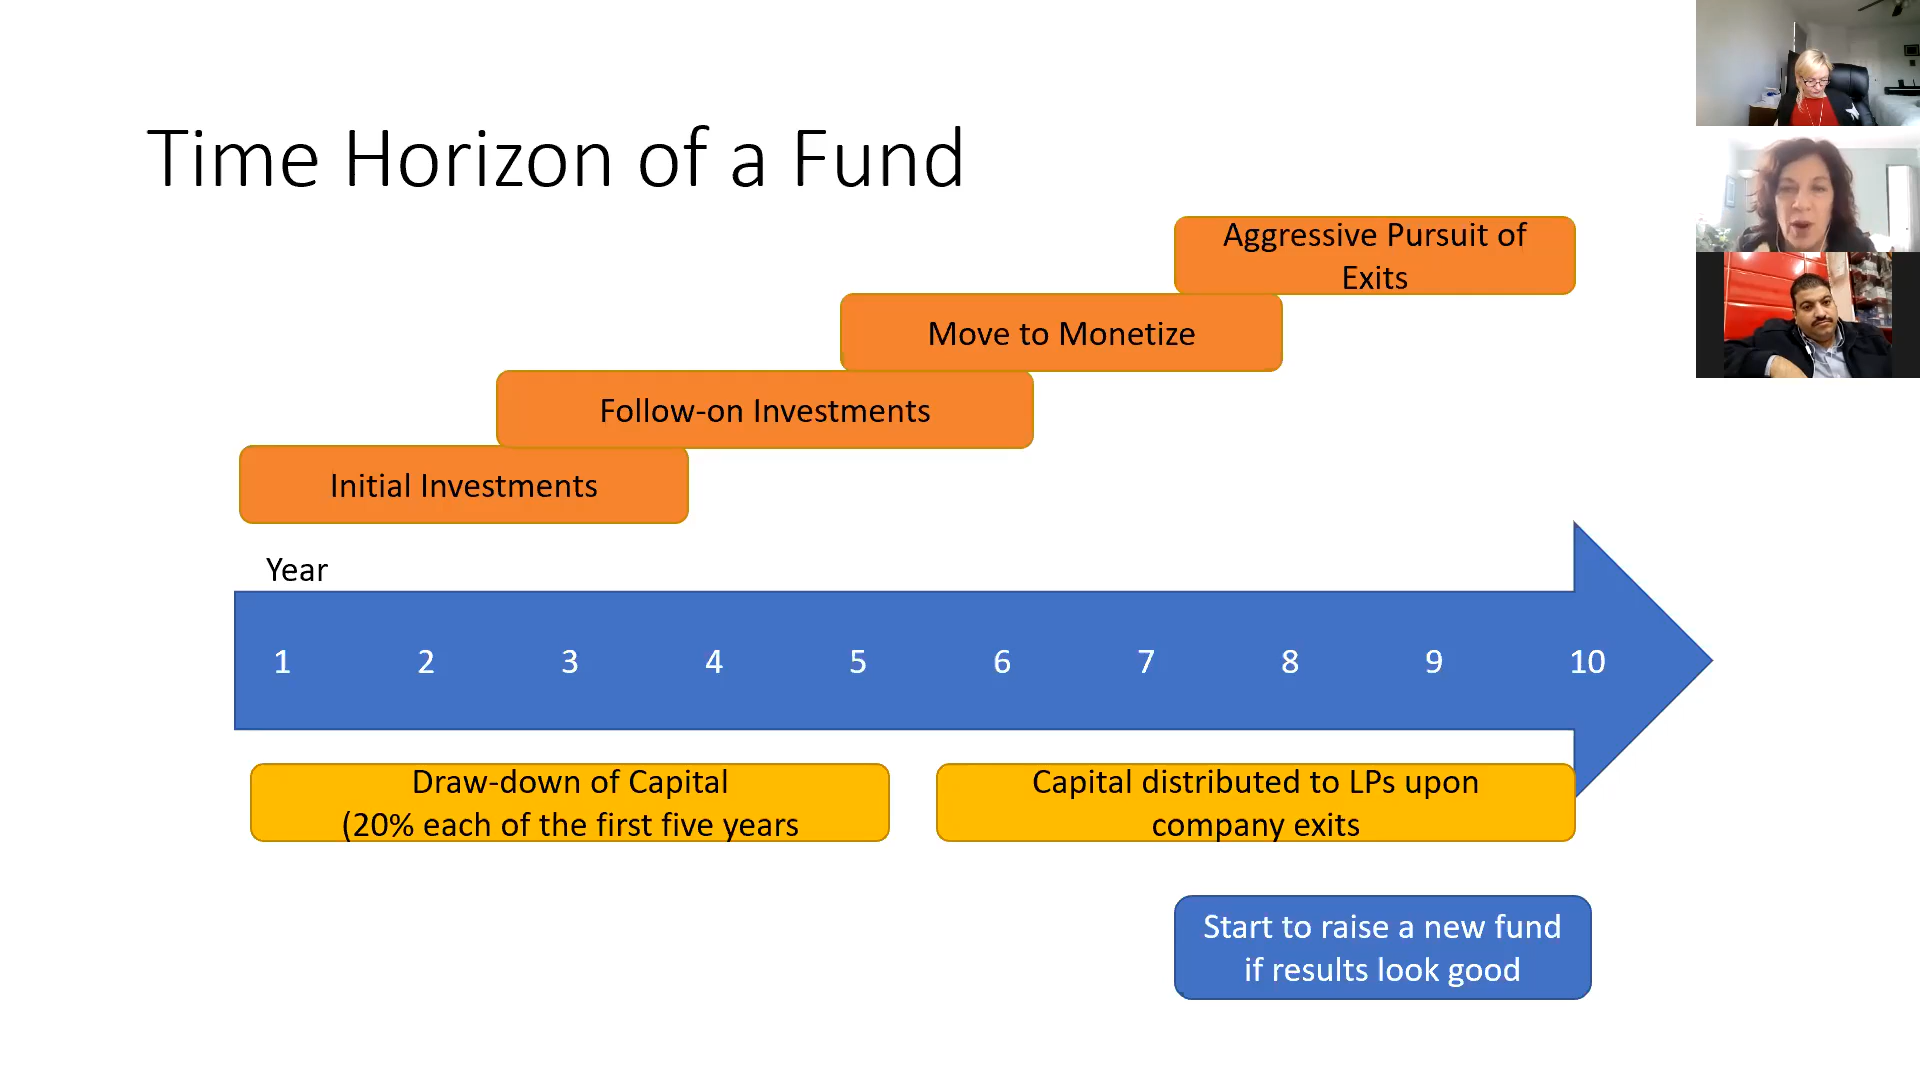 Time Horizon of a Fund
Aggressive Pursuit of
Exits
Move to Monetize
Follow-on Investments
Initial Investments
Year
1 2 3 4 5 6 7 8 9 10
Draw-down of Capital
(20% each of the first five years
Capital distributed to LPs upon
company exits
Start to raise a new fund
if results look good